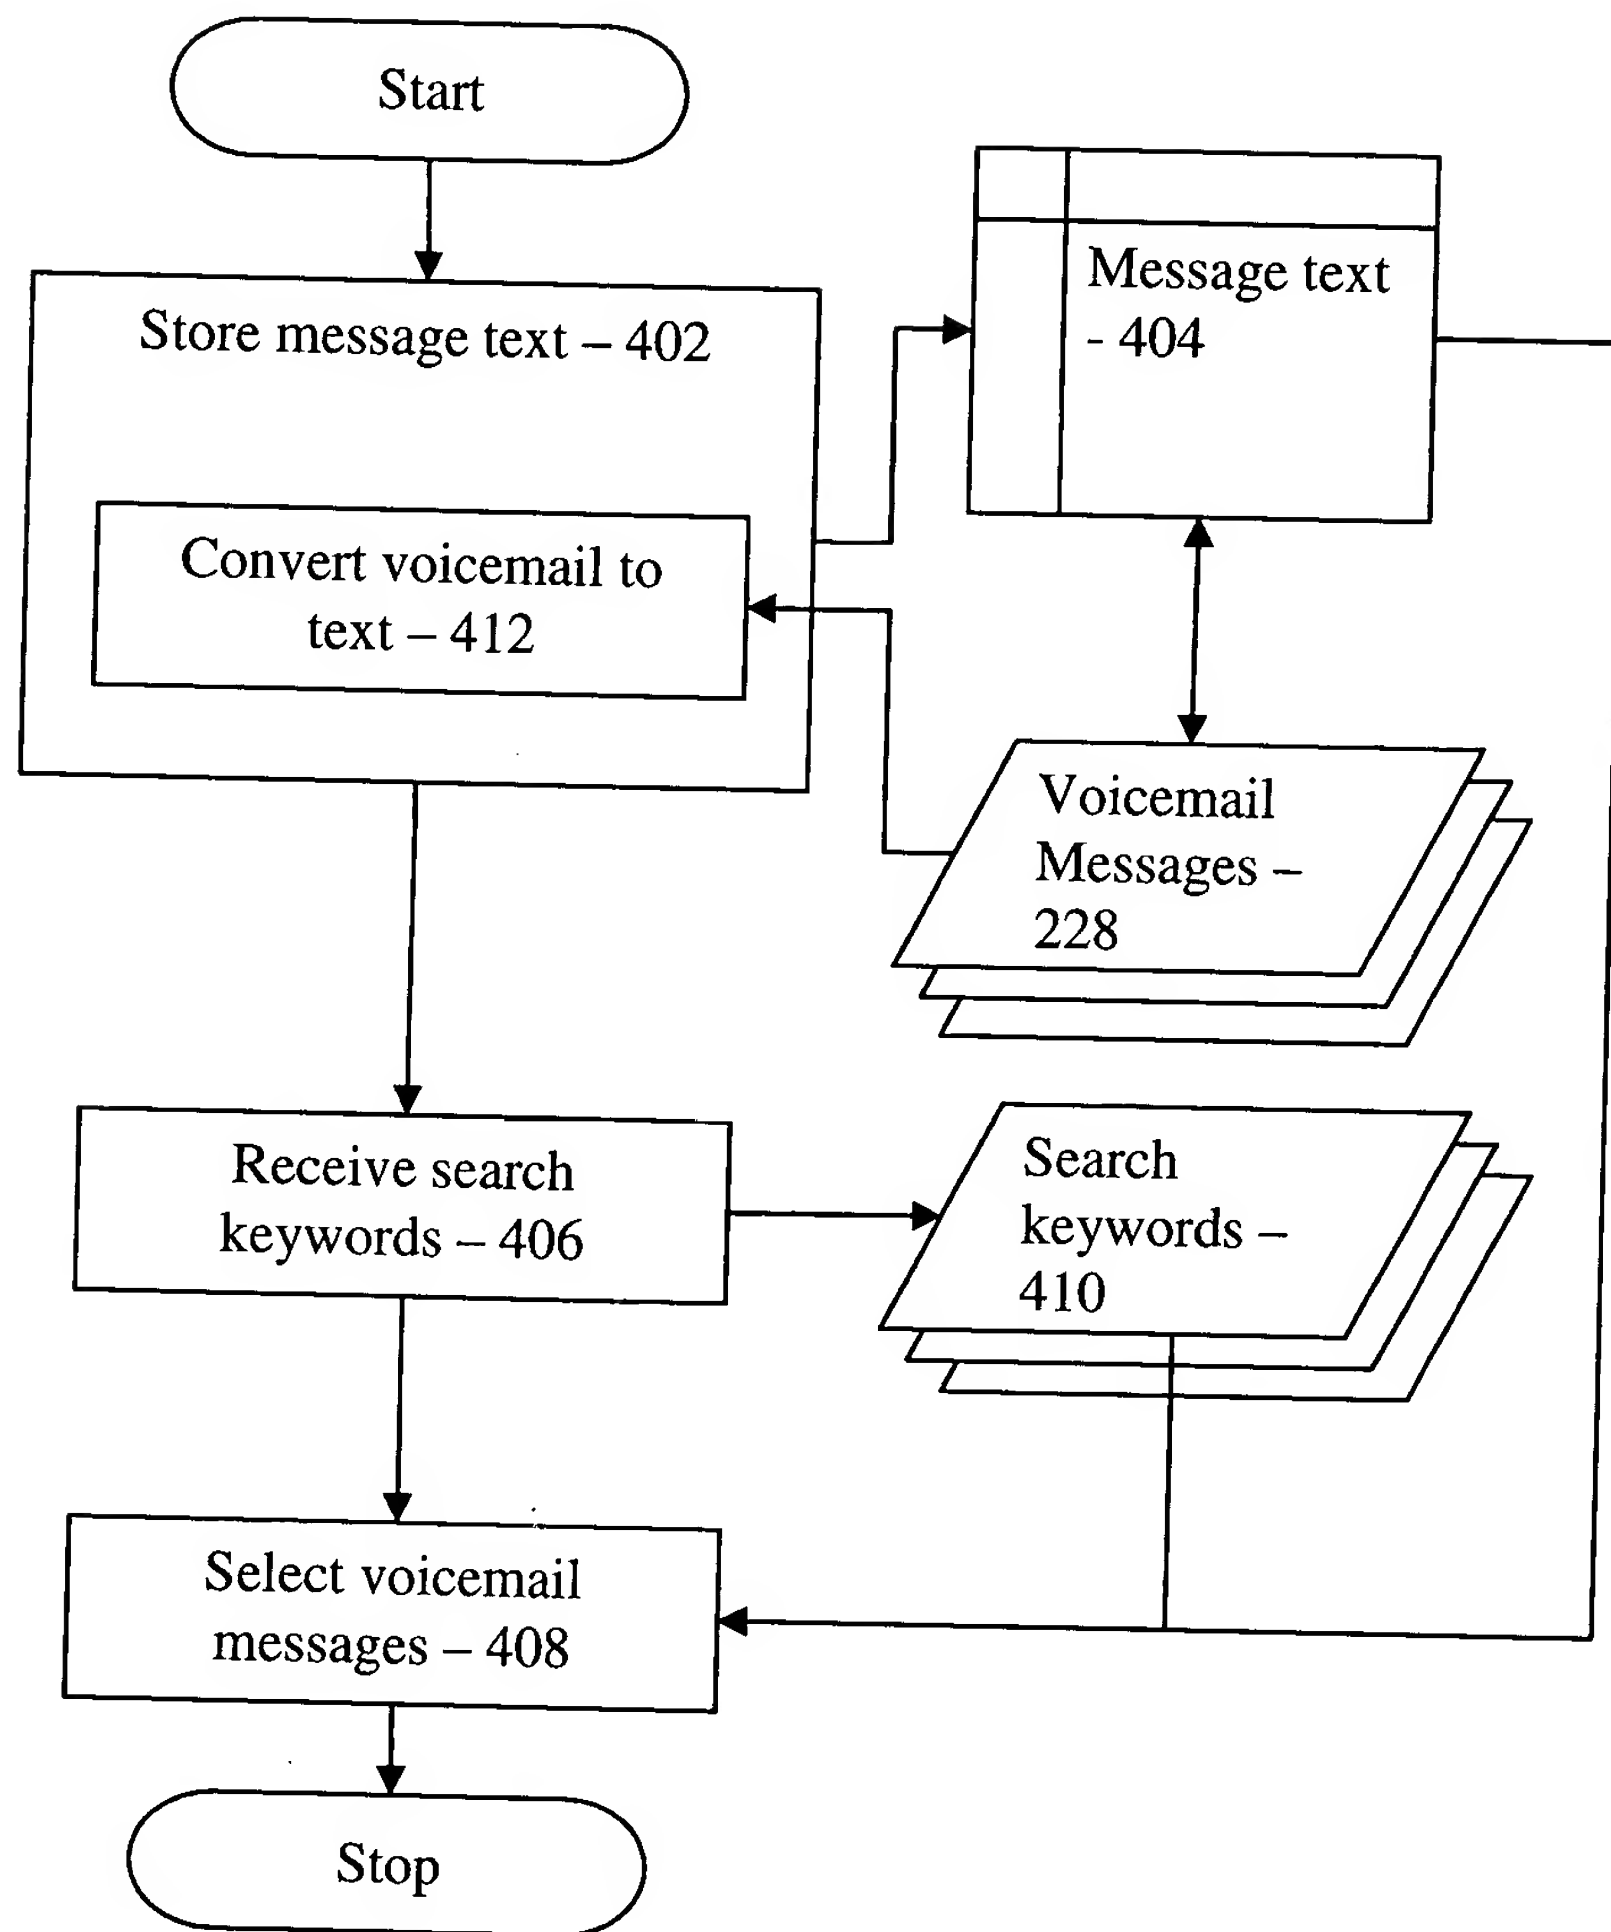 Start
Store message text – 402
Message text
- 404
Convert voicemail to
text – 412
Voicemail
Messages –
228
Receive search
keywords – 406
Search
keywords –
410
Select voicemail
messages – 408
Stop